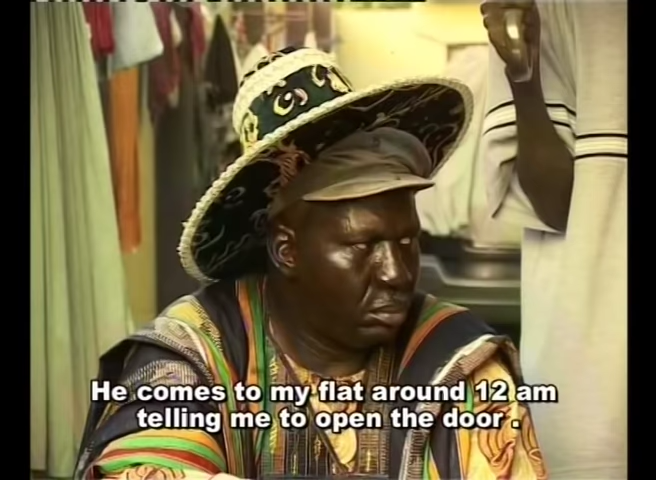 He comes to my flat around 12 am
telling me to open the door .